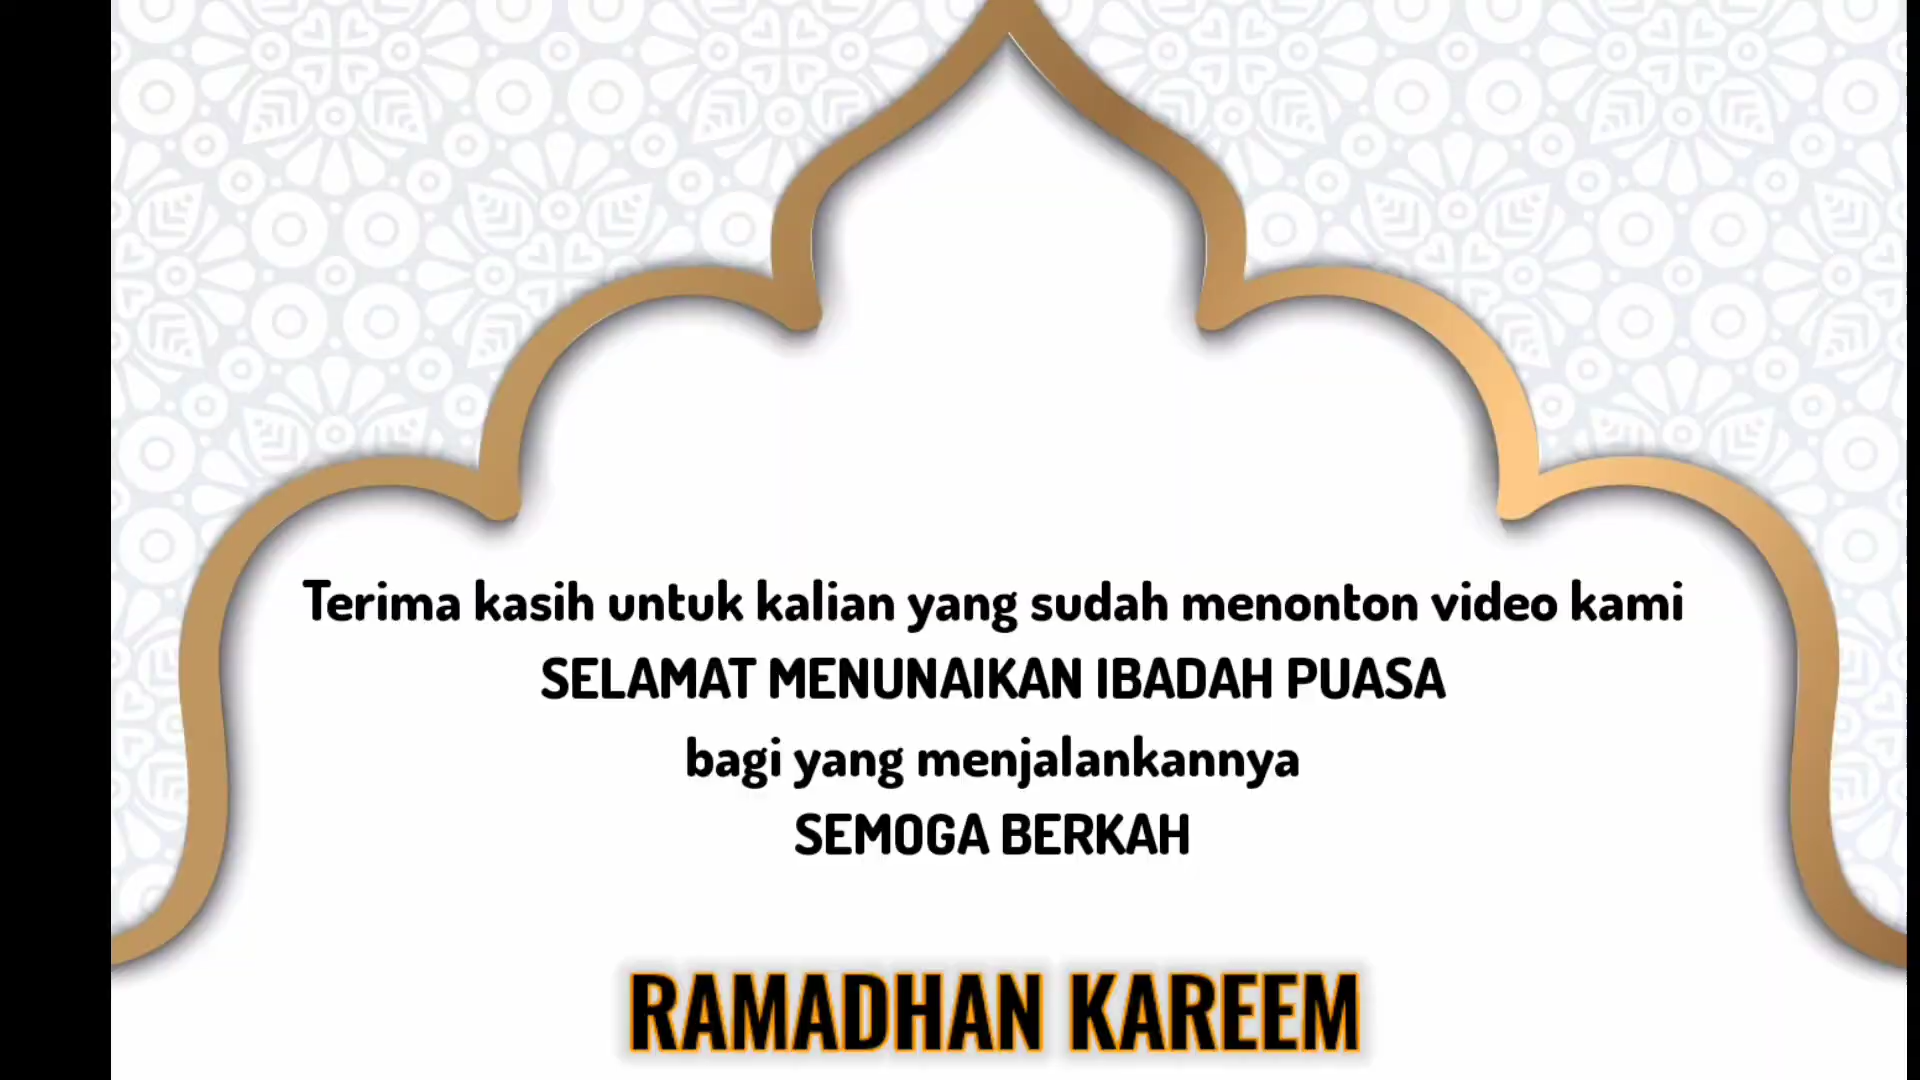 Terima kasih untuk kalian yang sudah menonton video kami
SELAMAT MENUNAIKAN IBADAH PUASA
bagi yang menjalankannya
SEMOGA BERKAH
RAMADHAN KAREEM